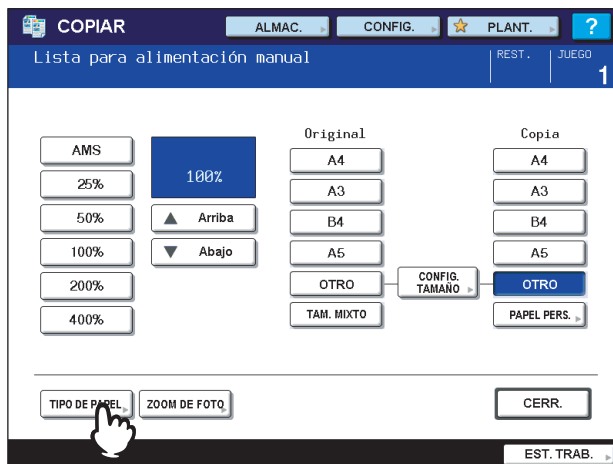 COPIAR
ALMAC.
CONFIG.
PLANT.
?
Lista para alimentación manual
REST.
JUEGO
1
Original
Copia
AMS
25%
50%
100%
200%
400%
100%
Arriba
Abajo
A4
A3
B4
A5
OTRO
TAM. MIXTO
CONFIG.
TAMAÑO
A4
A3
B4
A5
OTRO
PAPEL PERS.
TIPO DE PAPEL
ZOOM DE FOTO
CERR.
EST. TRAB.